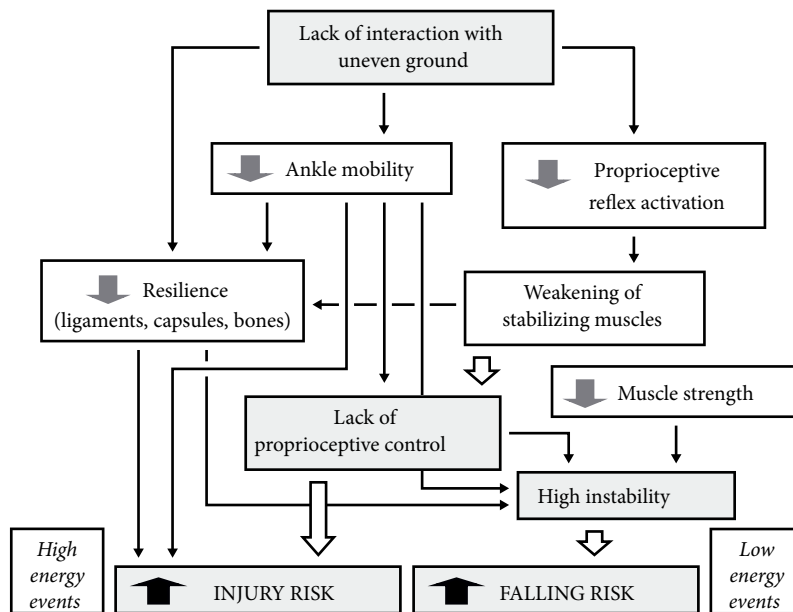 Lack of interaction with
uneven ground
Ankle mobility
Proprioceptive
reflex activation
Resilience
(ligaments, capsules, bones)
Weakening of
stabilizing muscles
Muscle strength
Lack of
proprioceptive control
High instability
High
energy
events
INJURY RISK
FALLING RISK
Low
energy
events